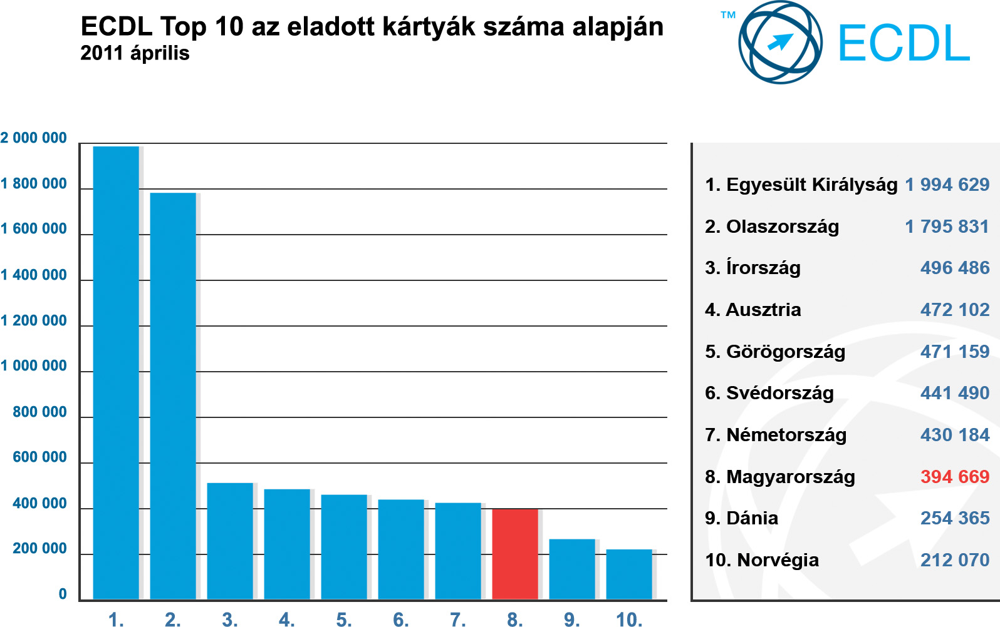 ECDL Top 10 az eladott kártyák száma alapján
2011 április
TM
ECDL
2 000 000
1 800 000
1 600 000
1 400 000
1 200 000
1 000 000
800 000
600 000
400 000
200 000
0
1. 2. 3. 4. 5. 6. 7. 8. 9. 10.
1. Egyesült Királyság 1 994 629
2. Olaszország 1 795 831
3. Írország 496 486
4. Ausztria 472 102
5. Görögország 471 159
6. Svédország 441 490
7. Németország 430 184
8. Magyarország 394 669
9. Dánia 254 365
10. Norvégia 212 070